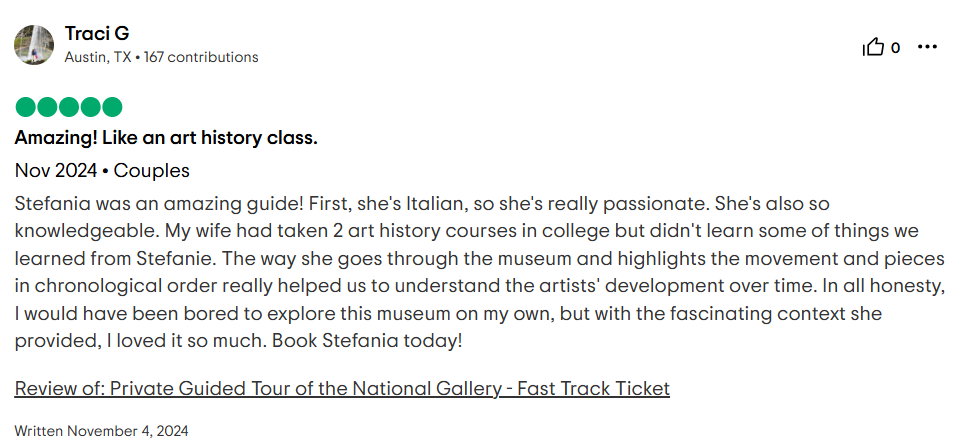 Traci G
Austin, TX • 167 contributions
0
Amazing! Like an art history class.
Nov 2024 • Couples
Stefania was an amazing guide! First, she's Italian, so she's really passionate. She's also so
knowledgeable. My wife had taken 2 art history courses in college but didn't learn some of things we
learned from Stefanie. The way she goes through the museum and highlights the movement and pieces
in chronological order really helped us to understand the artists' development over time. In all honesty,
I would have been bored to explore this museum on my own, but with the fascinating context she
provided, I loved it so much. Book Stefania today!
Review of: Private Guided Tour of the National Gallery - Fast Track Ticket
Written November 4, 2024